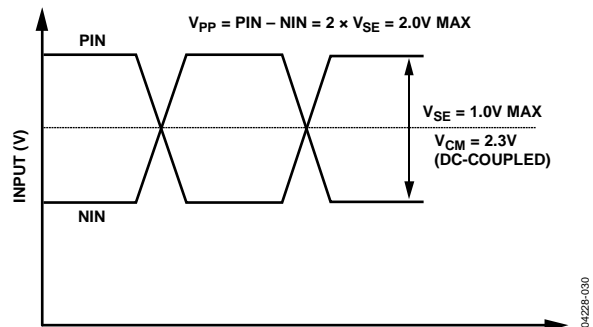 V_PP = PIN – NIN = 2 × V_SE = 2.0V MAX
PIN
V_SE = 1.0V MAX
V_CM = 2.3V
(DC-COUPLED)
INPUT (V)
NIN
04228-030